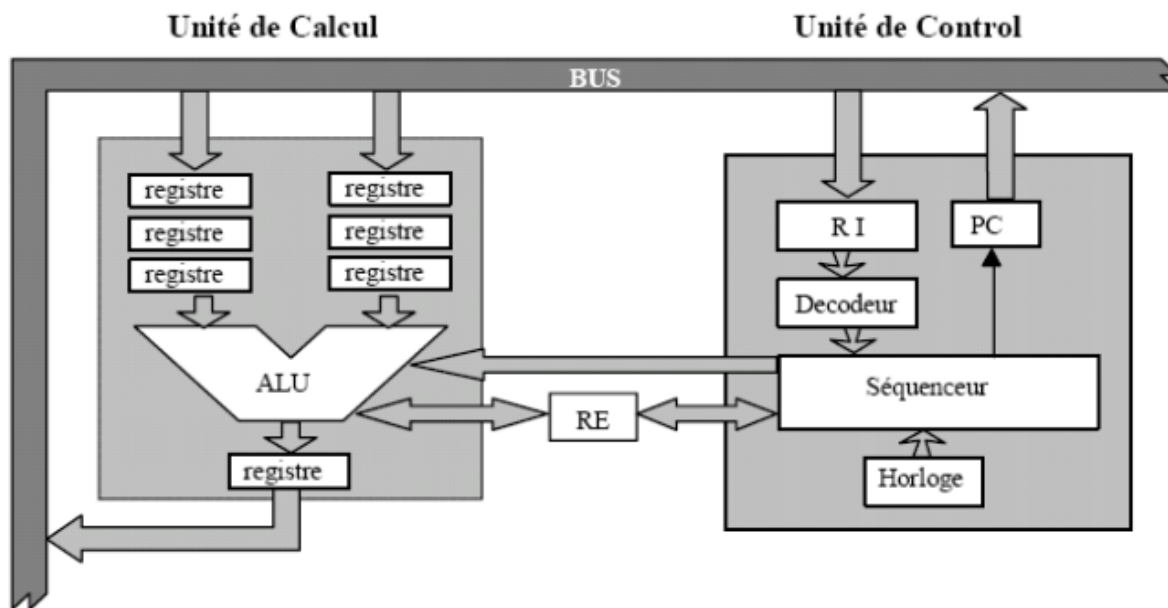 Unité de Calcul
Unité de Control
BUS
registre
registre
registre
registre
registre
registre
ALU
registre
RE
R I
PC
Decodeur
Séquenceur
Horloge